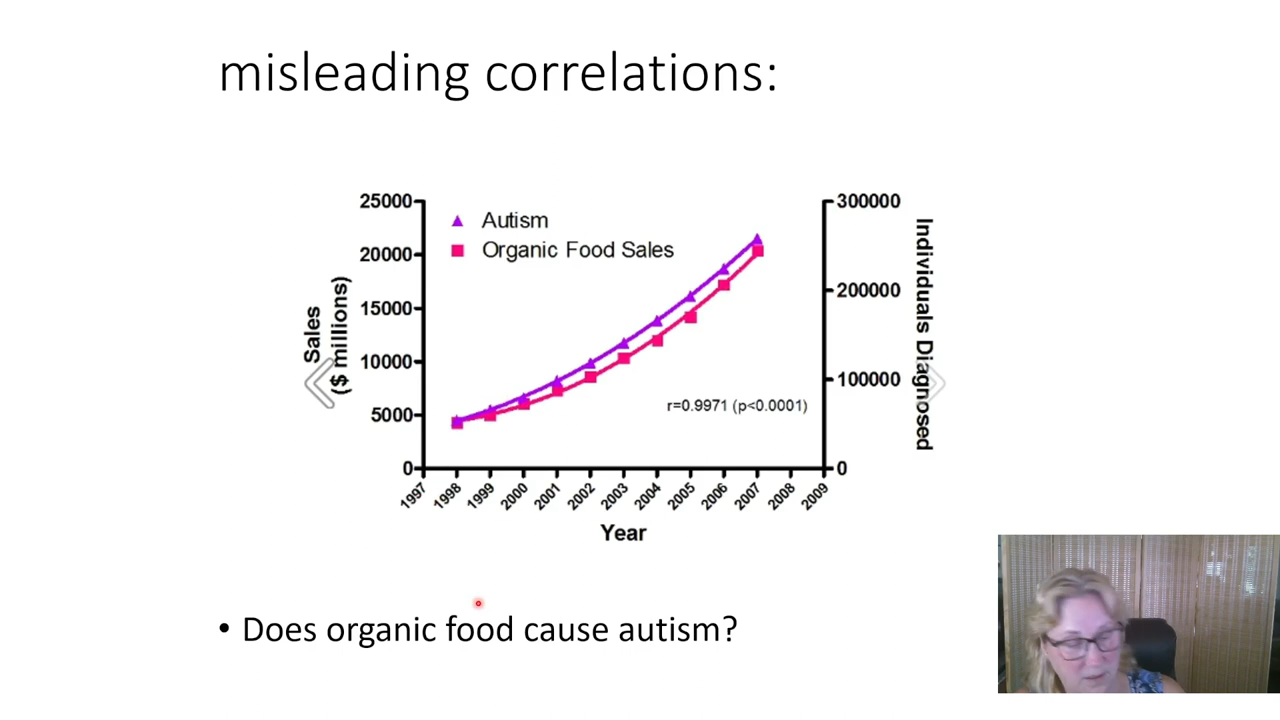 misleading correlations:
25000
20000
15000
10000
5000
0
Sales
($ millions)
Autism
Organic Food Sales
r=0.9971 (p<0.0001)
300000
200000
100000
0
Individuals Diagnosed
1997
1998
1999
2000
2001
2002
2003
2004
2005
2006
2007
2008
2009
Year
• Does organic food cause autism?